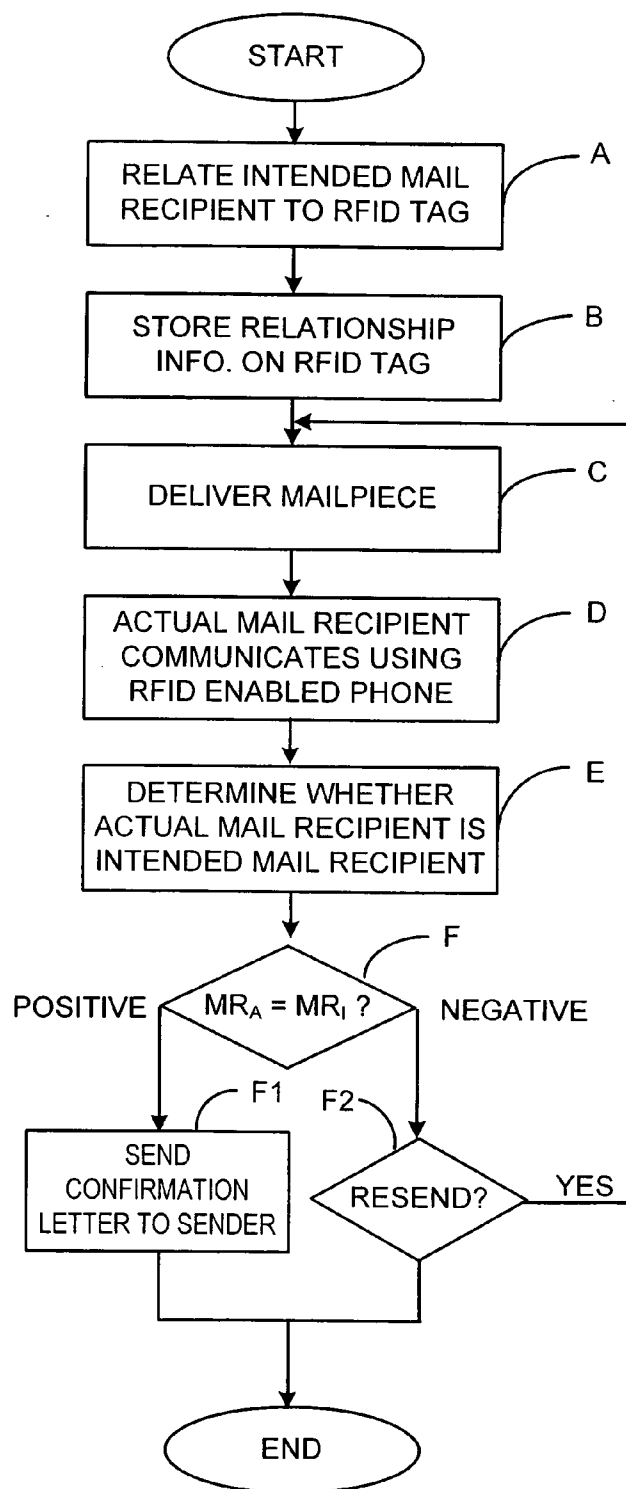 START
A
RELATE INTENDED MAIL
RECIPIENT TO RFID TAG
B
STORE RELATIONSHIP
INFO. ON RFID TAG
C
DELIVER MAILPIECE
D
ACTUAL MAIL RECIPIENT
COMMUNICATES USING
RFID ENABLED PHONE
E
DETERMINE WHETHER
ACTUAL MAIL RECIPIENT IS
INTENDED MAIL RECIPIENT
F
POSITIVE
MR_A = MR_I ?
NEGATIVE
F1
F2
SEND
CONFIRMATION
LETTER TO SENDER
RESEND?
YES
END